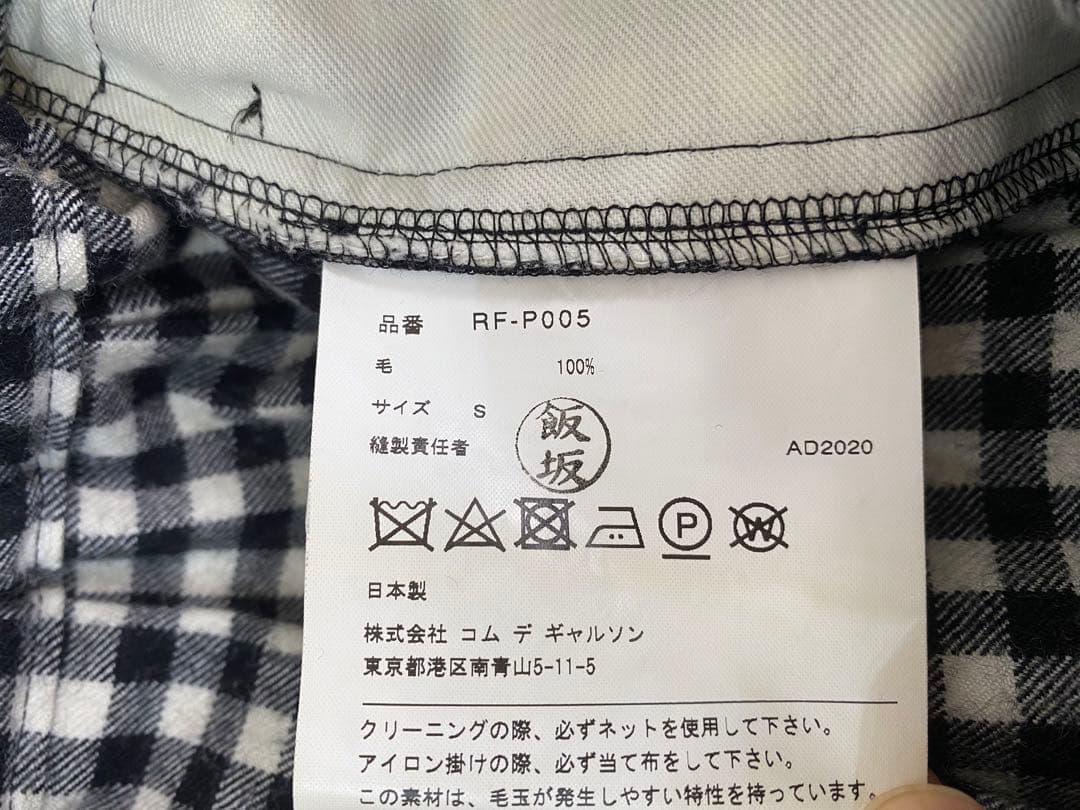 品番 RF-P005
毛 100%
サイズ S
縫製責任者 飯坂 AD2020
P W
日本製
株式会社 コム デ ギャルソン
東京都港区南青山5-11-5
クリーニングの際、必ずネットを使用して下さい。
アイロン掛けの際、必ず当て布をして下さい。
この素材は、毛玉が発生しやすい特性を持っています。